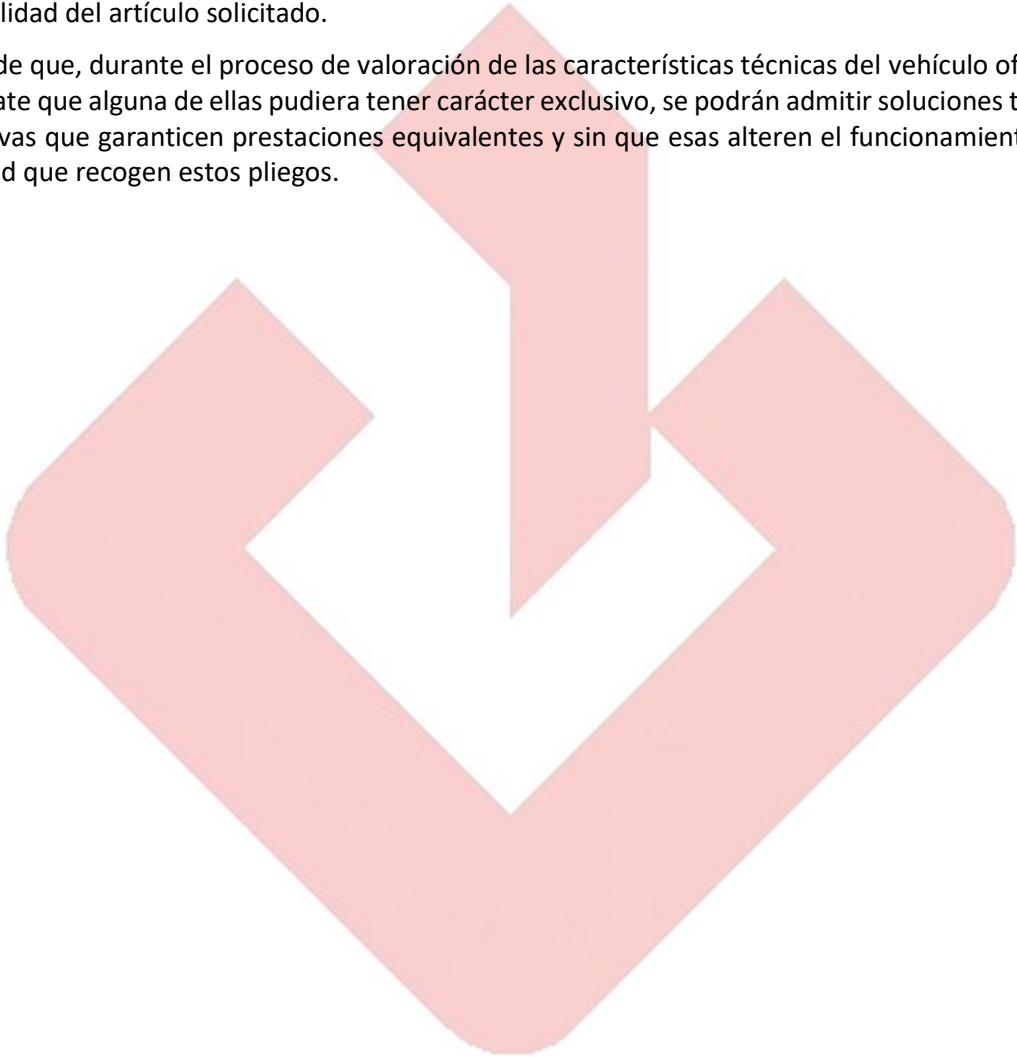 lidad del artículo solicitado.
de que, durante el proceso de valoración de las características técnicas del vehículo of
ate que alguna de ellas pudiera tener carácter exclusivo, se podrán admitir soluciones t
vas que garanticen prestaciones equivalentes y sin que esas alteren el funcionamient
d que recogen estos pliegos.